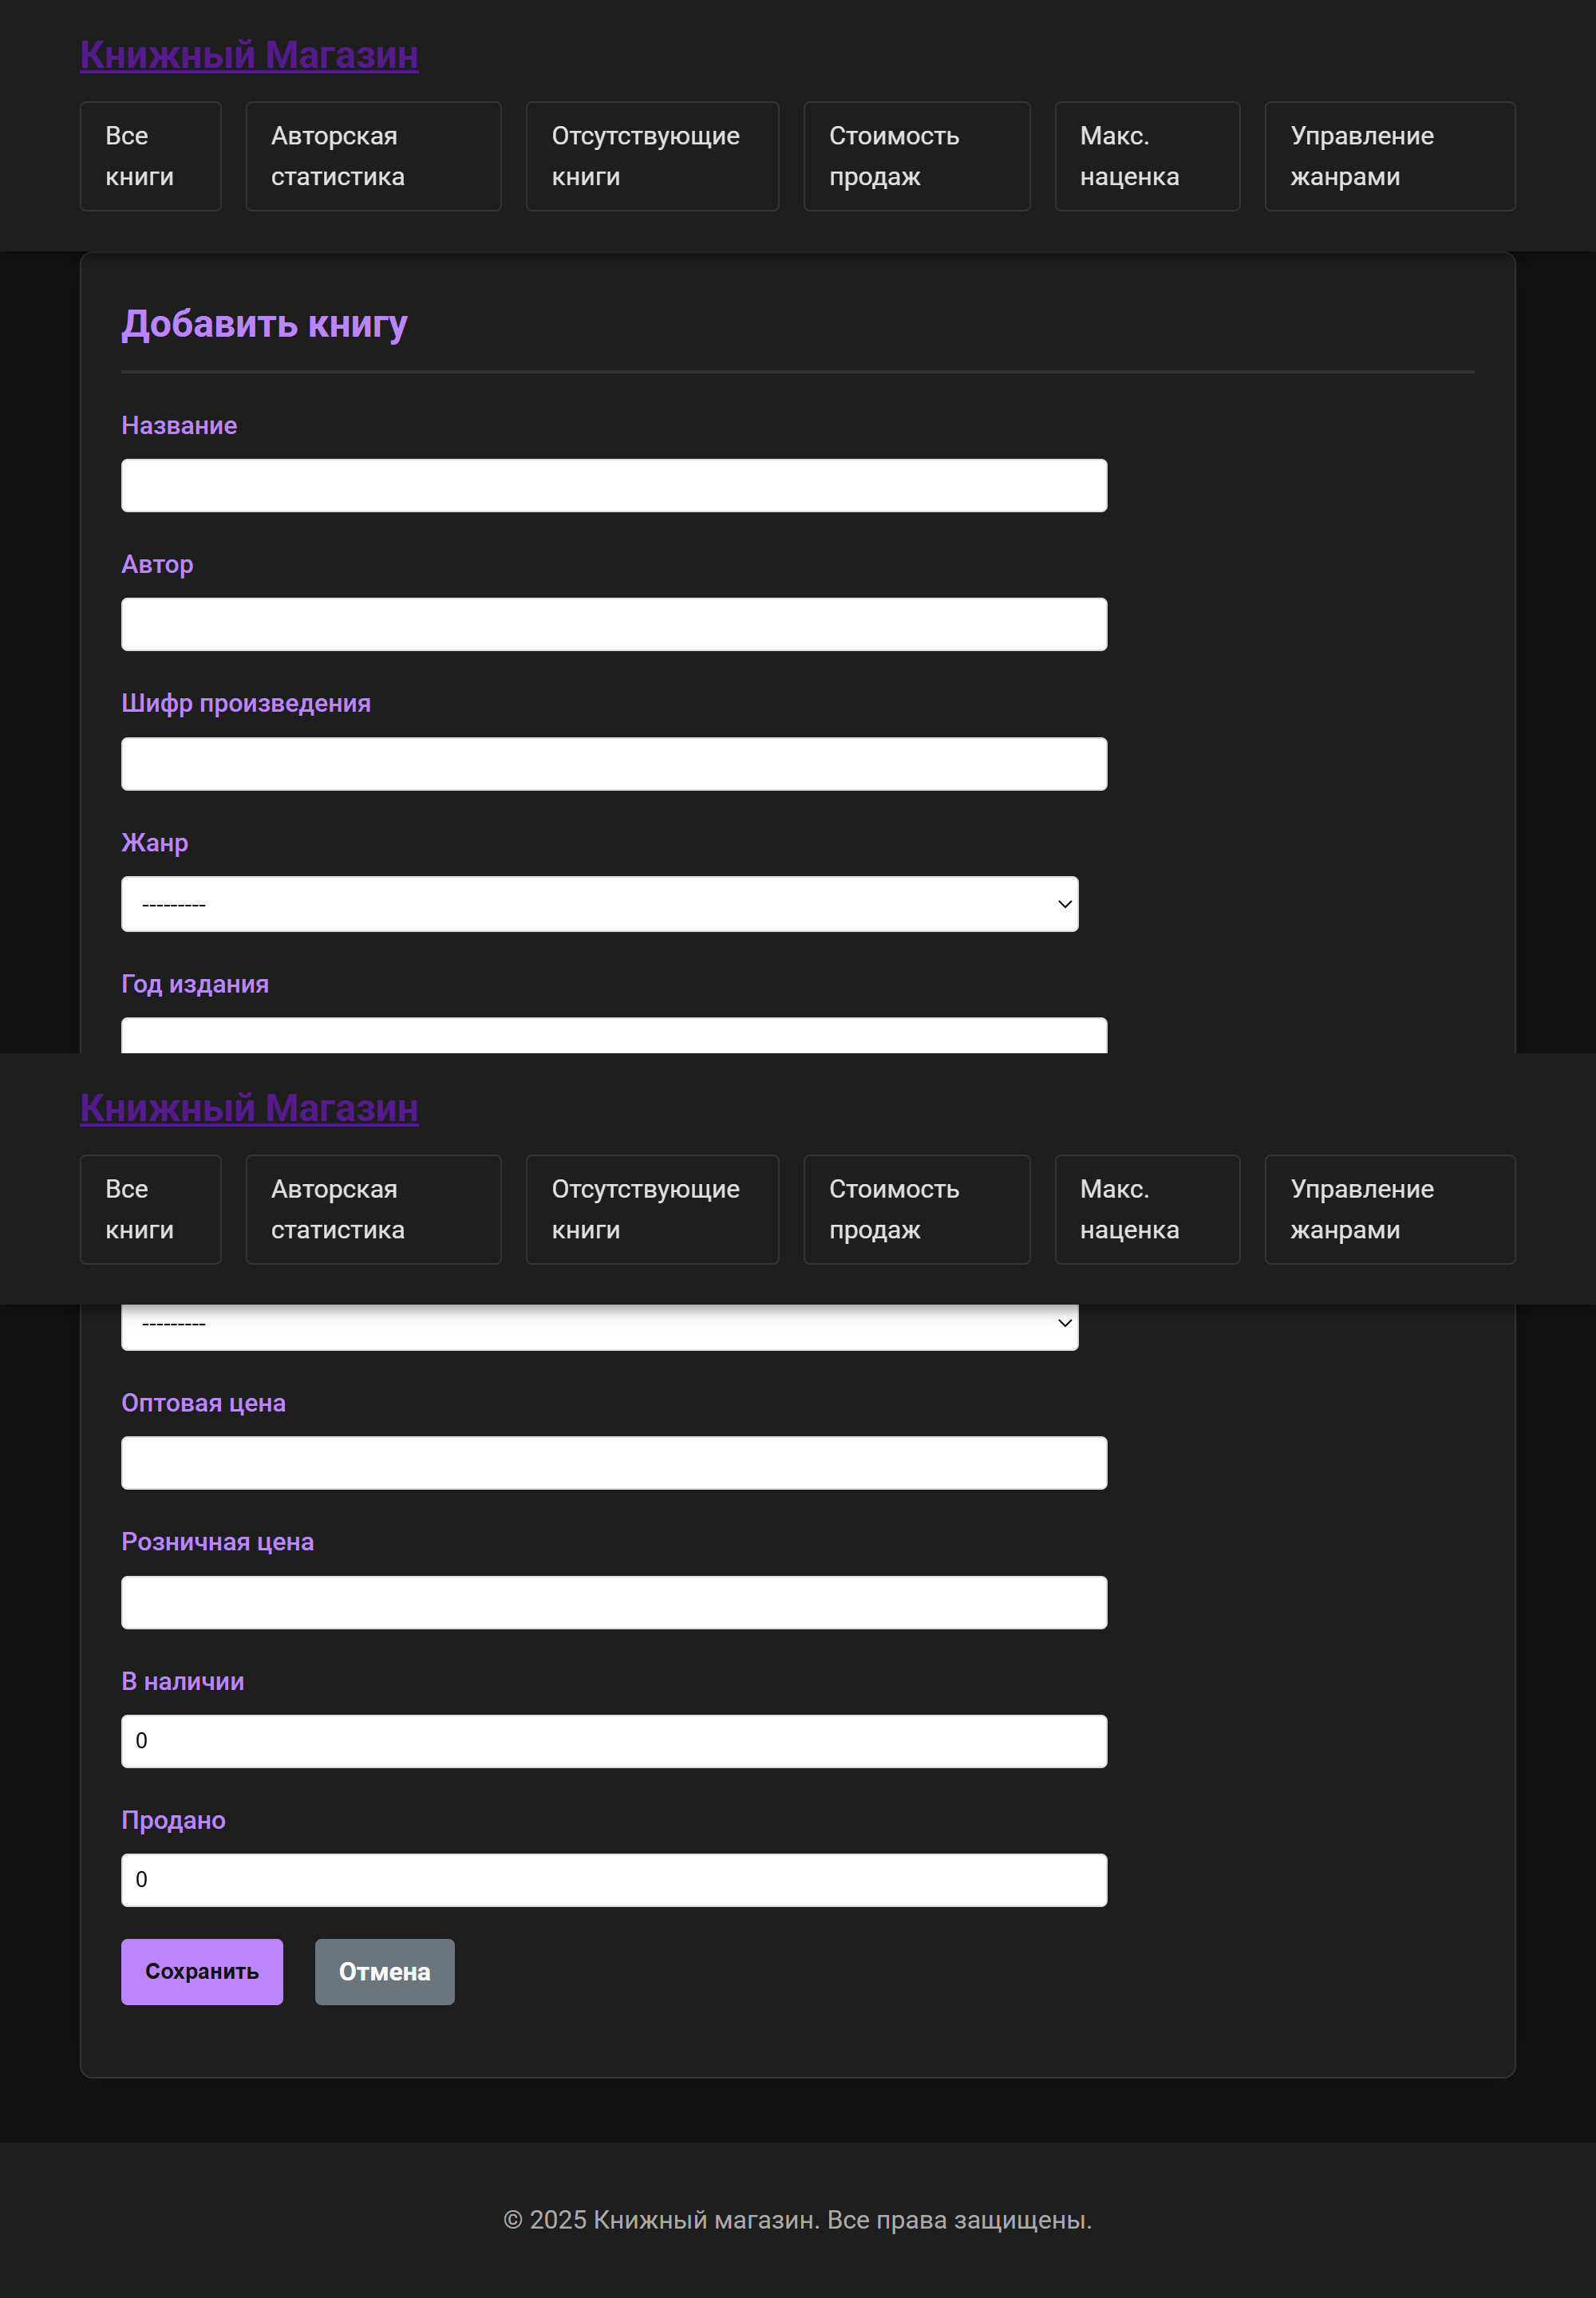 Книжный Магазин
Все книги
Авторская статистика
Отсутствующие книги
Стоимость продаж
Макс. наценка
Управление жанрами
Добавить книгу
Название
Автор
Шифр произведения
Жанр
---------
Год издания
Книжный Магазин
Все книги
Авторская статистика
Отсутствующие книги
Стоимость продаж
Макс. наценка
Управление жанрами
---------
Оптовая цена
Розничная цена
В наличии
0
Продано
0
Сохранить
Отмена
© 2025 Книжный магазин. Все права защищены.